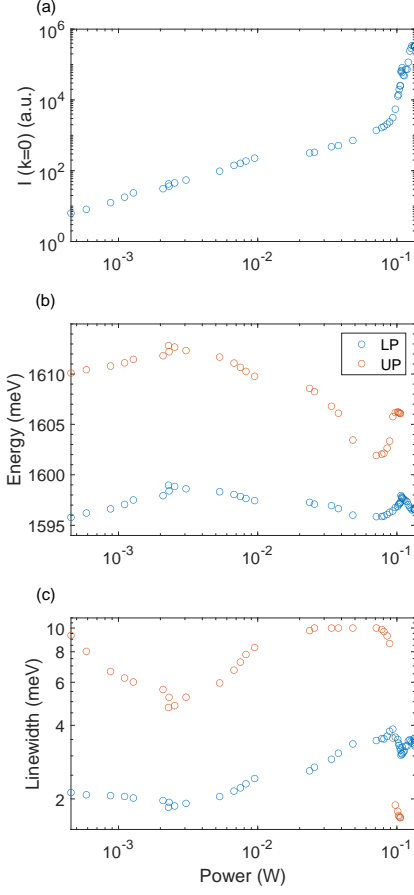 (a)
I (k=0) (a.u.)
10^6
10^4
10^2
10^0
10^-3
10^-2
10^-1
(b)
Energy (meV)
1610
1605
1600
1595
LP
UP
10^-3
10^-2
10^-1
(c)
Linewidth (meV)
10
8
6
4
2
10^-3
10^-2
10^-1
Power (W)